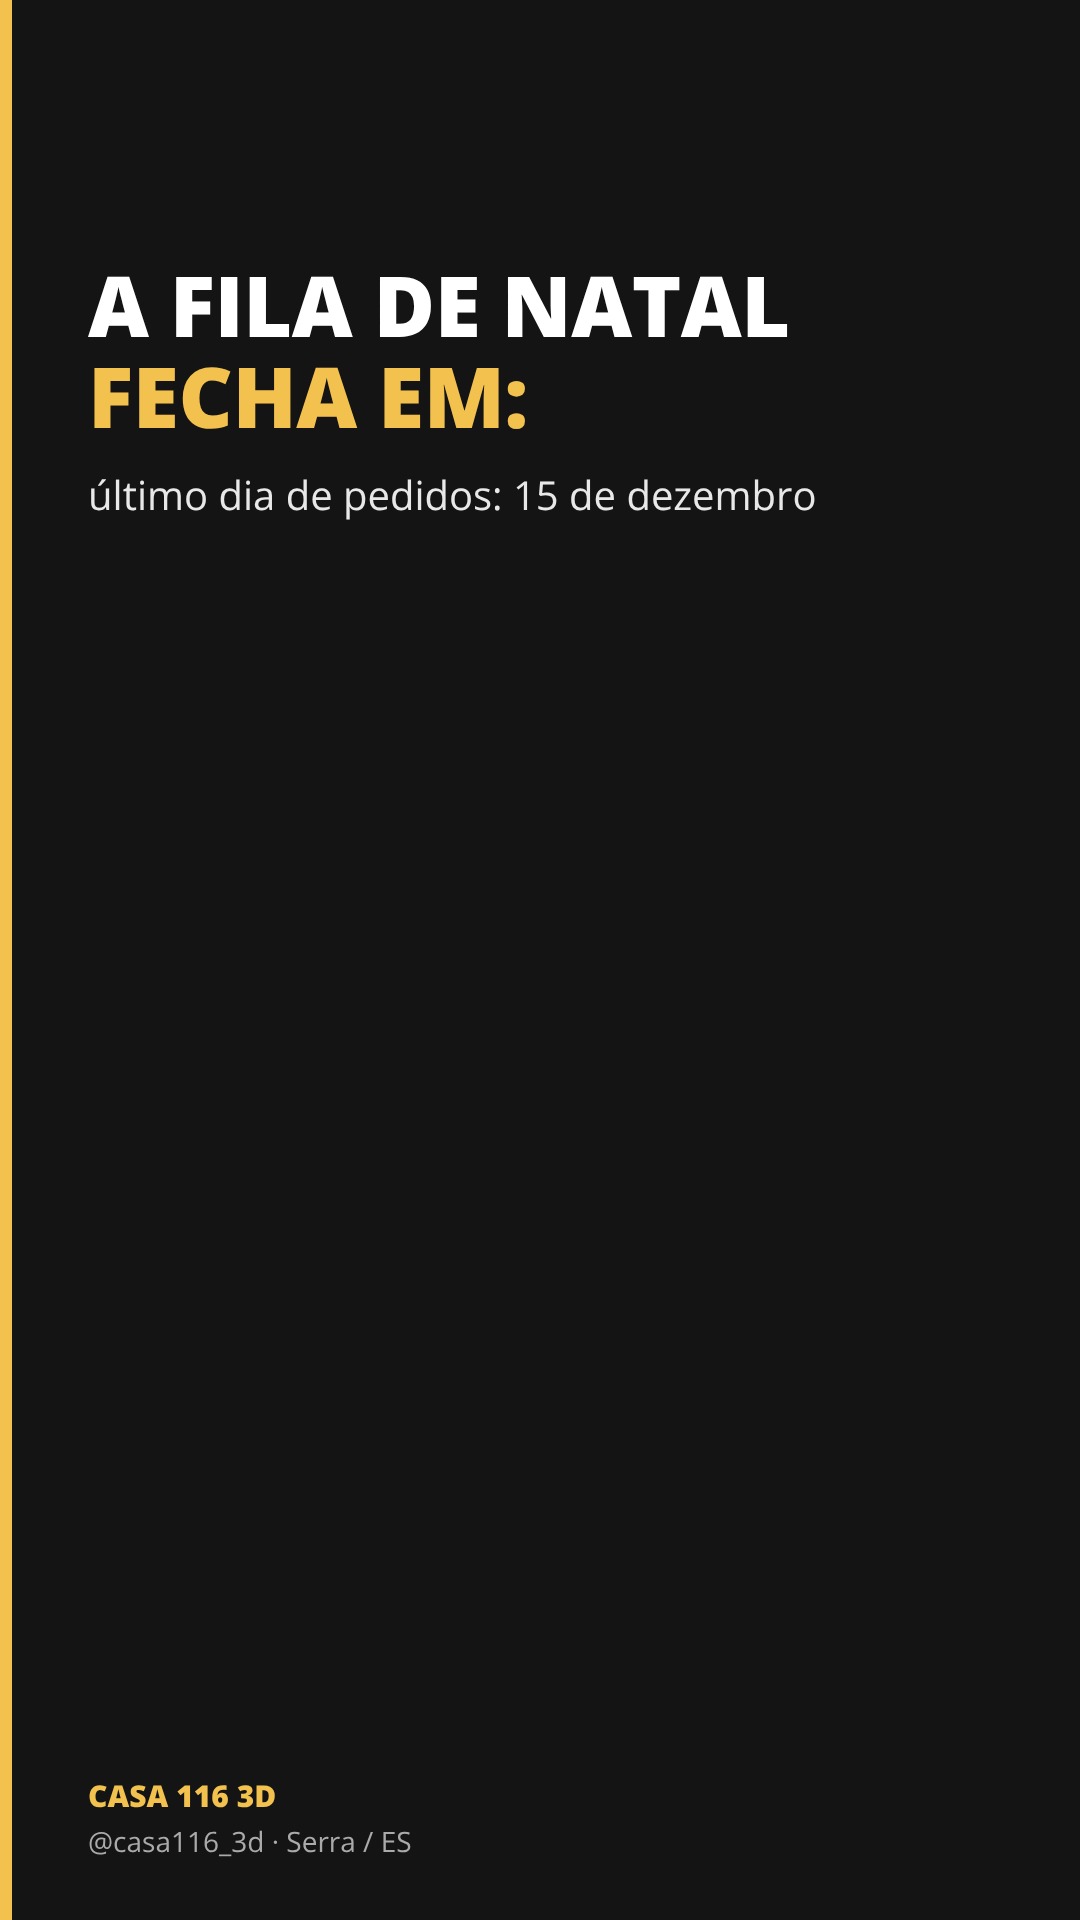 A FILA DE NATAL
FECHA EM:
último dia de pedidos: 15 de dezembro
CASA 116 3D
@casa116_3d · Serra / ES